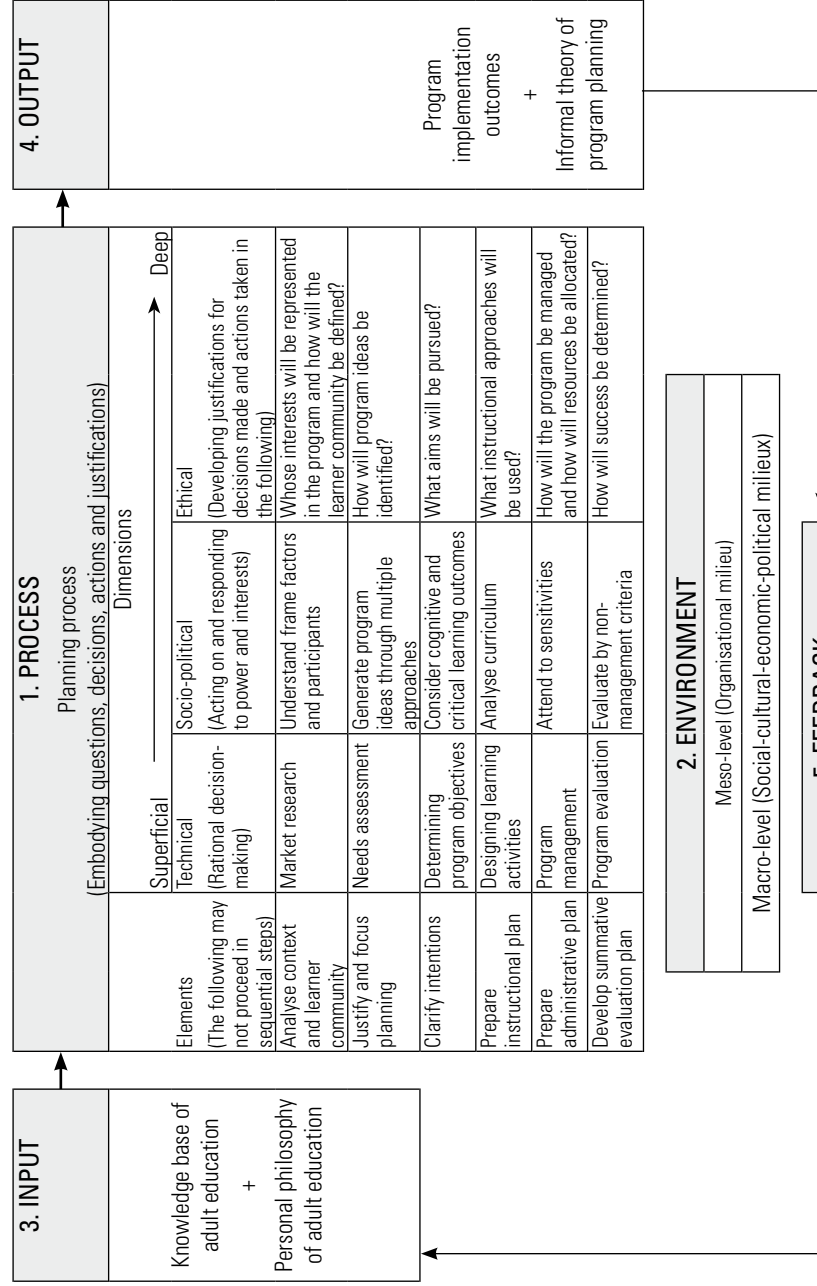 3. INPUT
Knowledge base of
adult education
+
Personal philosophy
of adult education
1. PROCESS
Planning process
(Embodying questions, decisions, actions and justifications)
Dimensions
Superficial
Deep
Elements
(The following may
not proceed in
sequential steps)
Technical
(Rational decision-
making)
Socio-political
(Acting on and responding
to power and interests)
Ethical
(Developing justifications for
decisions made and actions taken in
the following)
Analyse context
and learner
community
Market research
Understand frame factors
and participants
Whose interests will be represented
in the program and how will the
learner community be defined?
Justify and focus
planning
Needs assessment
Generate program
ideas through multiple
approaches
How will program ideas be
identified?
Clarify intentions
Determining
program objectives
Consider cognitive and
critical learning outcomes
What aims will be pursued?
Prepare
instructional plan
Designing learning
activities
Analyse curriculum
What instructional approaches will
be used?
Prepare
administrative plan
Program
management
Attend to sensitivities
How will the program be managed
and how will resources be allocated?
Develop summative
evaluation plan
Program evaluation
Evaluate by non-
management criteria
How will success be determined?
4. OUTPUT
Program
implementation
outcomes
+
Informal theory of
program planning
2. ENVIRONMENT
Meso-level (Organisational milieu)
Macro-level (Social-cultural-economic-political milieux)
5. FEEDBACK